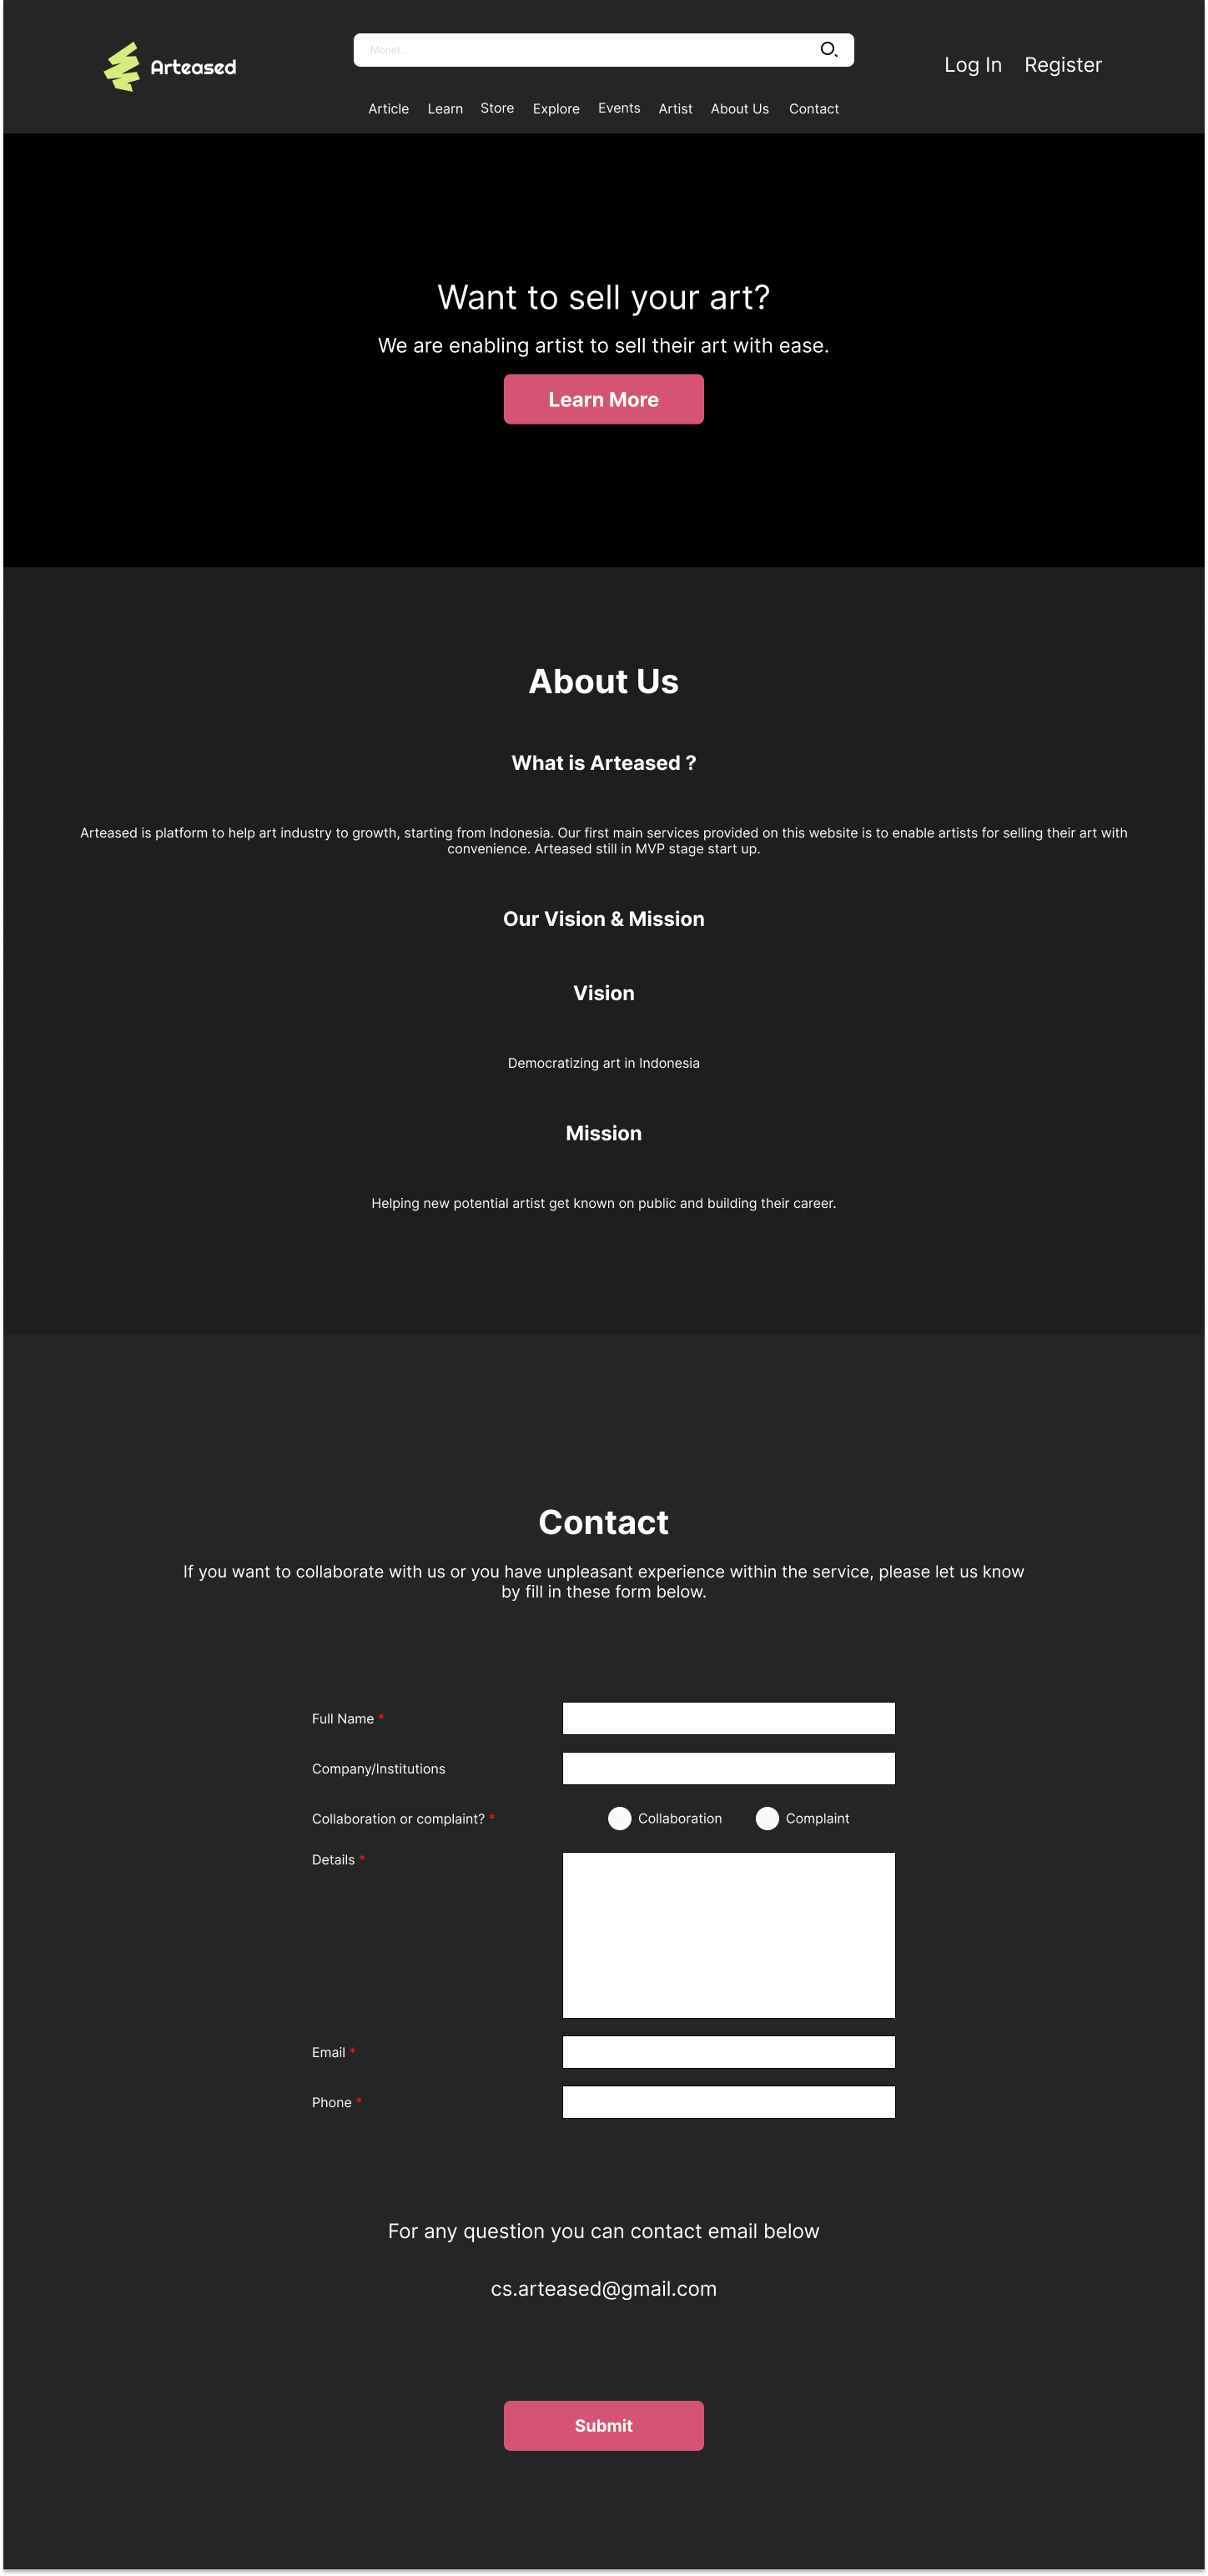 Arteased
Monet...
Log In Register
Article Learn Store Explore Events Artist About Us Contact
Want to sell your art?
We are enabling artist to sell their art with ease.
Learn More
About Us
What is Arteased ?
Arteased is platform to help art industry to growth, starting from Indonesia. Our first main services provided on this website is to enable artists for selling their art with
convenience. Arteased still in MVP stage start up.
Our Vision & Mission
Vision
Democratizing art in Indonesia
Mission
Helping new potential artist get known on public and building their career.
Contact
If you want to collaborate with us or you have unpleasant experience within the service, please let us know
by fill in these form below.
Full Name *
Company/Institutions
Collaboration or complaint? * Collaboration Complaint
Details *
Email *
Phone *
For any question you can contact email below
cs.arteased@gmail.com
Submit